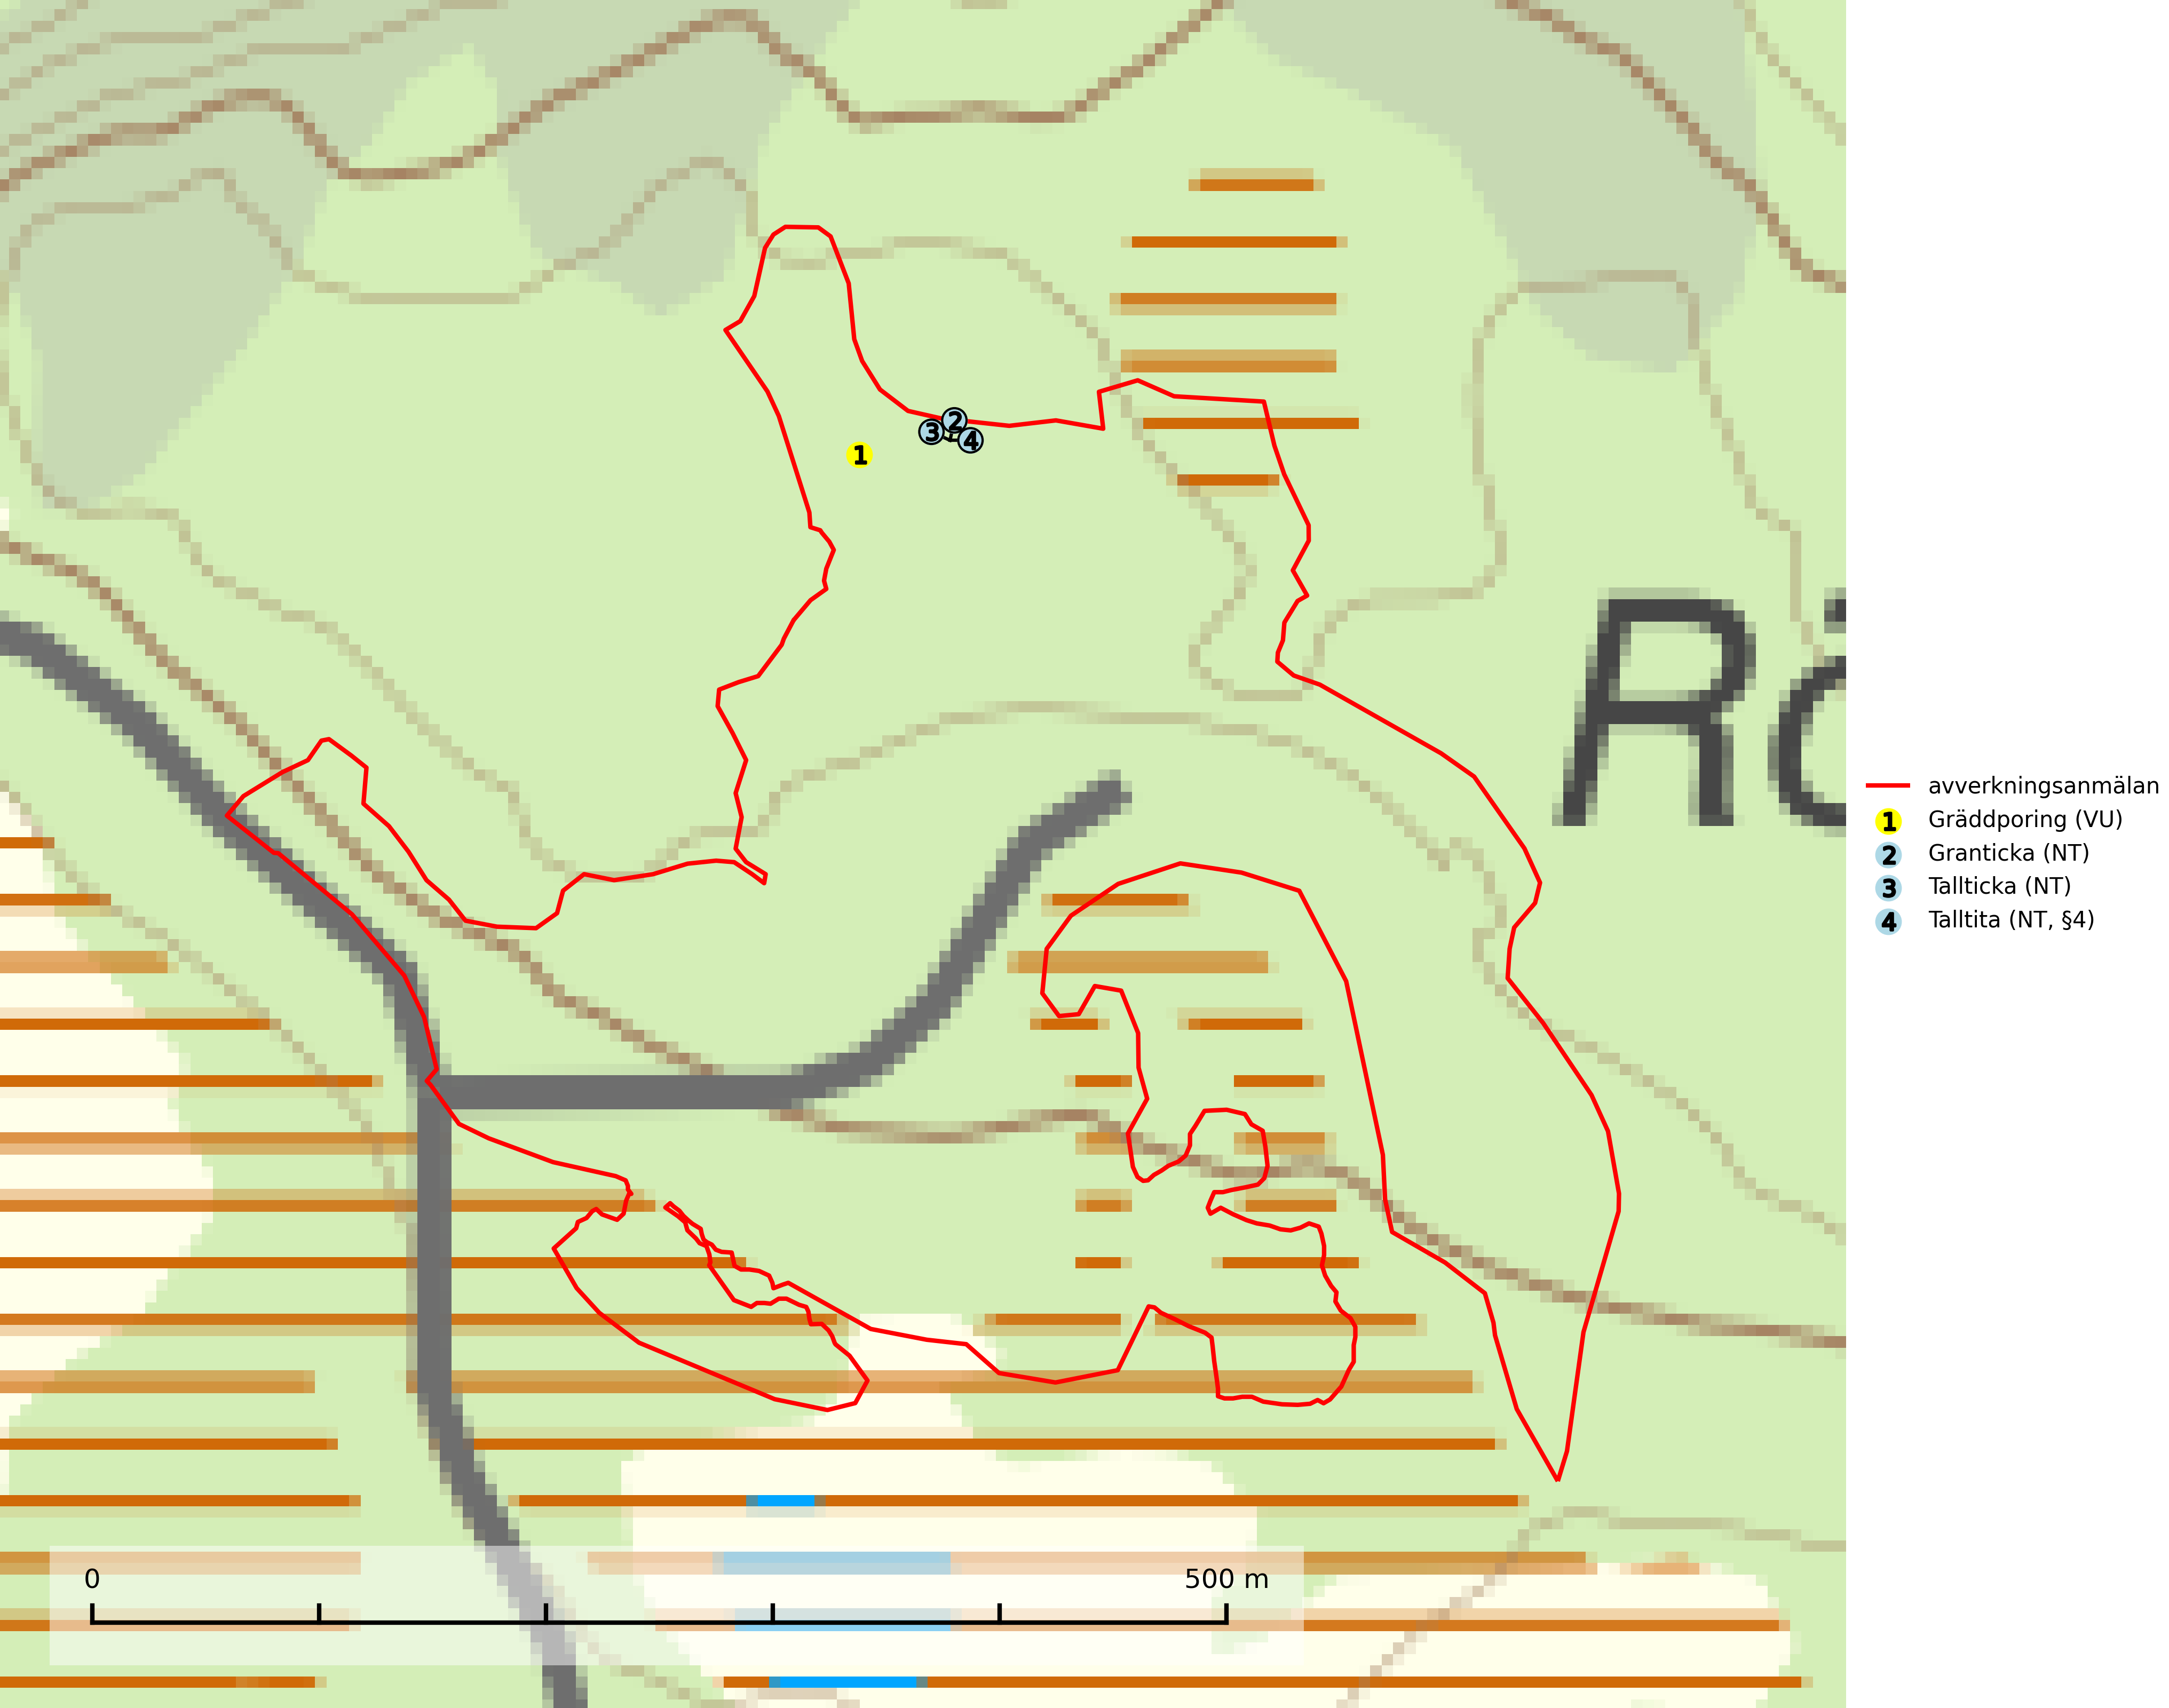 2
3
4
1
R
avverkningsanmälan
1 Gräddporing (VU)
2 Granticka (NT)
3 Tallticka (NT)
4 Talltita (NT, §4)
0
500 m